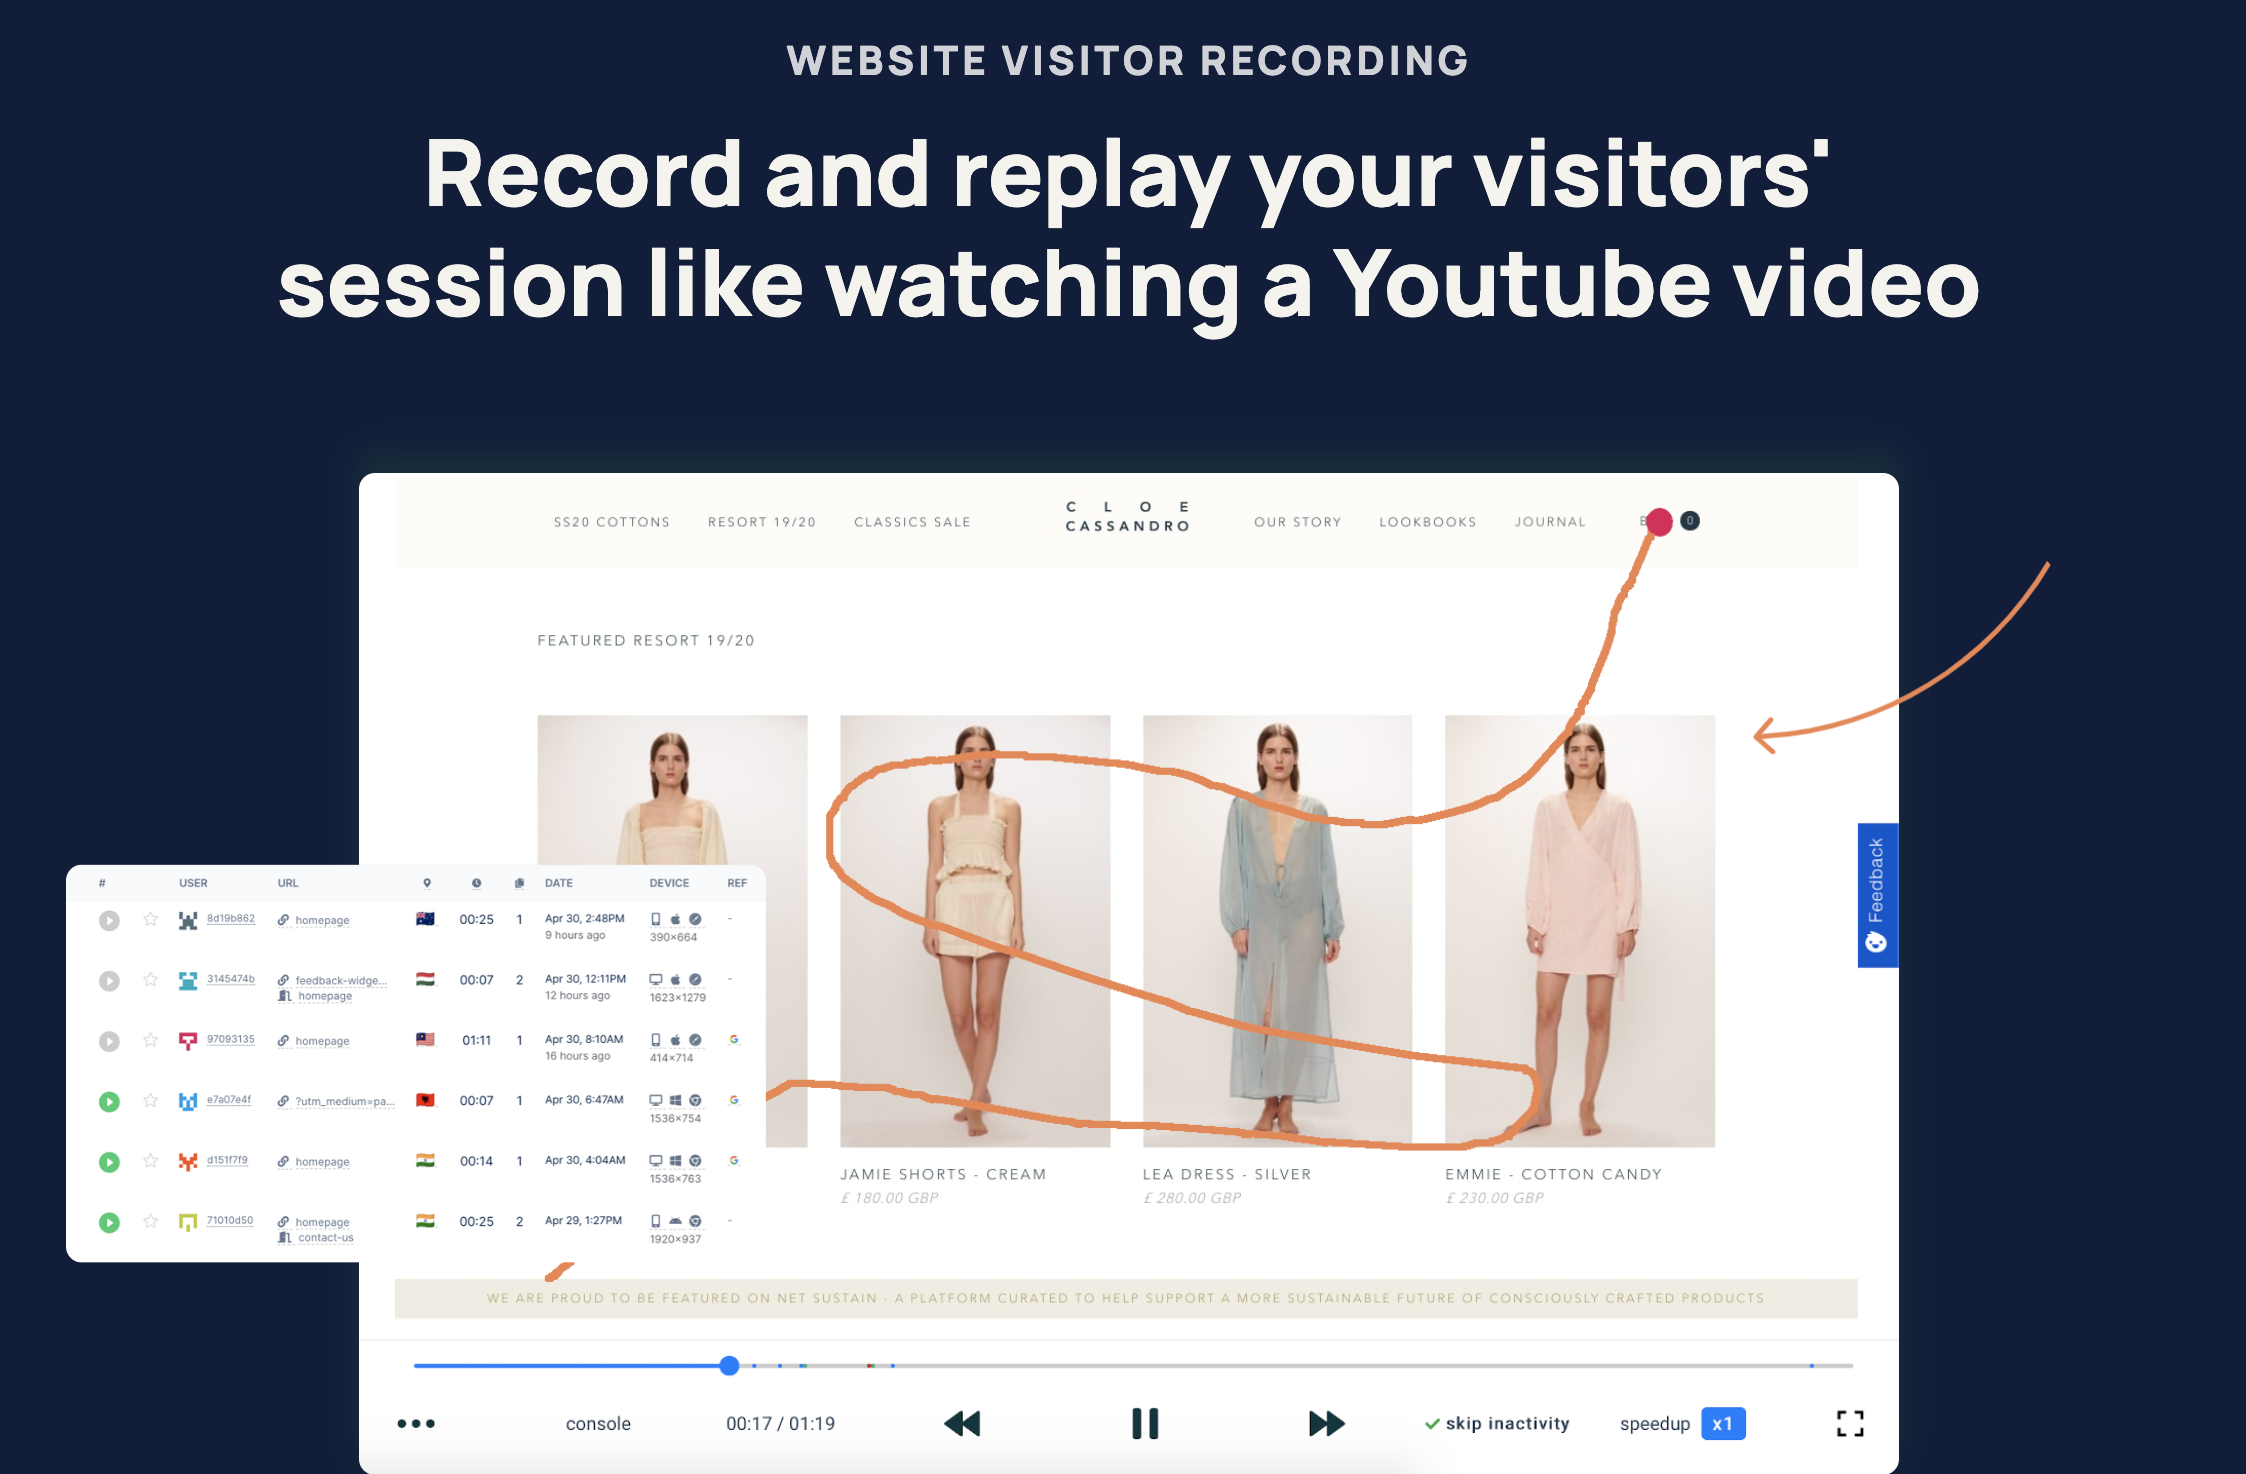 WEBSITE VISITOR RECORDING
Record and replay your visitors'
session like watching a Youtube video
SS20 COTTONS RESORT 19/20 CLASSICS SALE
CLOE
CASSANDRO
OUR STORY LOOKBOOKS JOURNAL 0
FEATURED RESORT 19/20
Feedback
# USER URL DATE DEVICE REF
8d19b862 homepage 00:25 1 Apr 30, 2:48PM -
9 hours ago 390×664
3145474b feedback-widge... 00:07 2 Apr 30, 12:11PM -
homepage 12 hours ago 1623×1279
97093135 homepage 01:11 1 Apr 30, 8:10AM G
16 hours ago 414×714
e7a07e4f ?utm_medium=pa... 00:07 1 Apr 30, 6:47AM G
1536×754
d151f7f9 homepage 00:14 1 Apr 30, 4:04AM G
1536×763
71010d50 homepage 00:25 2 Apr 29, 1:27PM -
contact-us 1920×937
JAMIE SHORTS - CREAM
£ 180.00 GBP
LEA DRESS - SILVER
£ 280.00 GBP
EMMIE - COTTON CANDY
£ 230.00 GBP
WE ARE PROUD TO BE FEATURED ON NET SUSTAIN - A PLATFORM CURATED TO HELP SUPPORT A MORE SUSTAINABLE FUTURE OF CONSCIOUSLY CRAFTED PRODUCTS
console 00:17 / 01:19 skip inactivity speedup x1